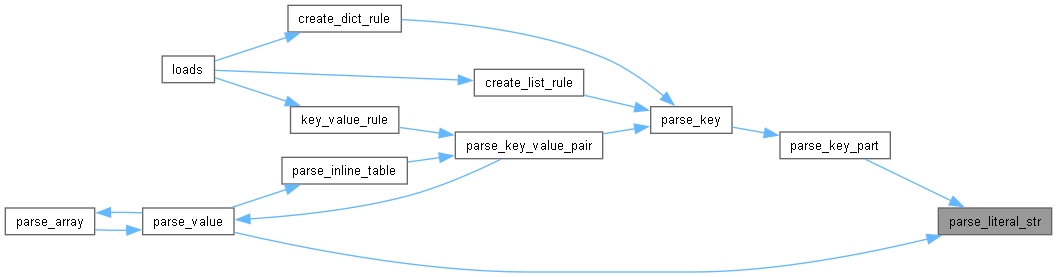 create_dict_rule
loads
create_list_rule
key_value_rule
parse_key
parse_key_value_pair
parse_key_part
parse_inline_table
parse_array
parse_value
parse_literal_str